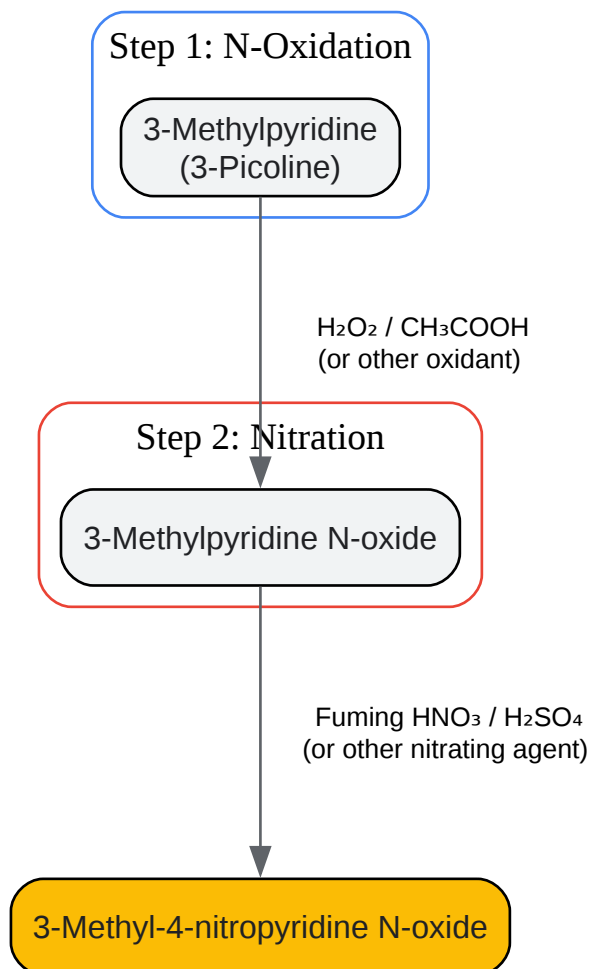 Step 1: N-Oxidation
3-Methylpyridine
(3-Picoline)
H₂O₂ / CH₃COOH
(or other oxidant)
Step 2: Nitration
3-Methylpyridine N-oxide
Fuming HNO₃ / H₂SO₄
(or other nitrating agent)
3-Methyl-4-nitropyridine N-oxide